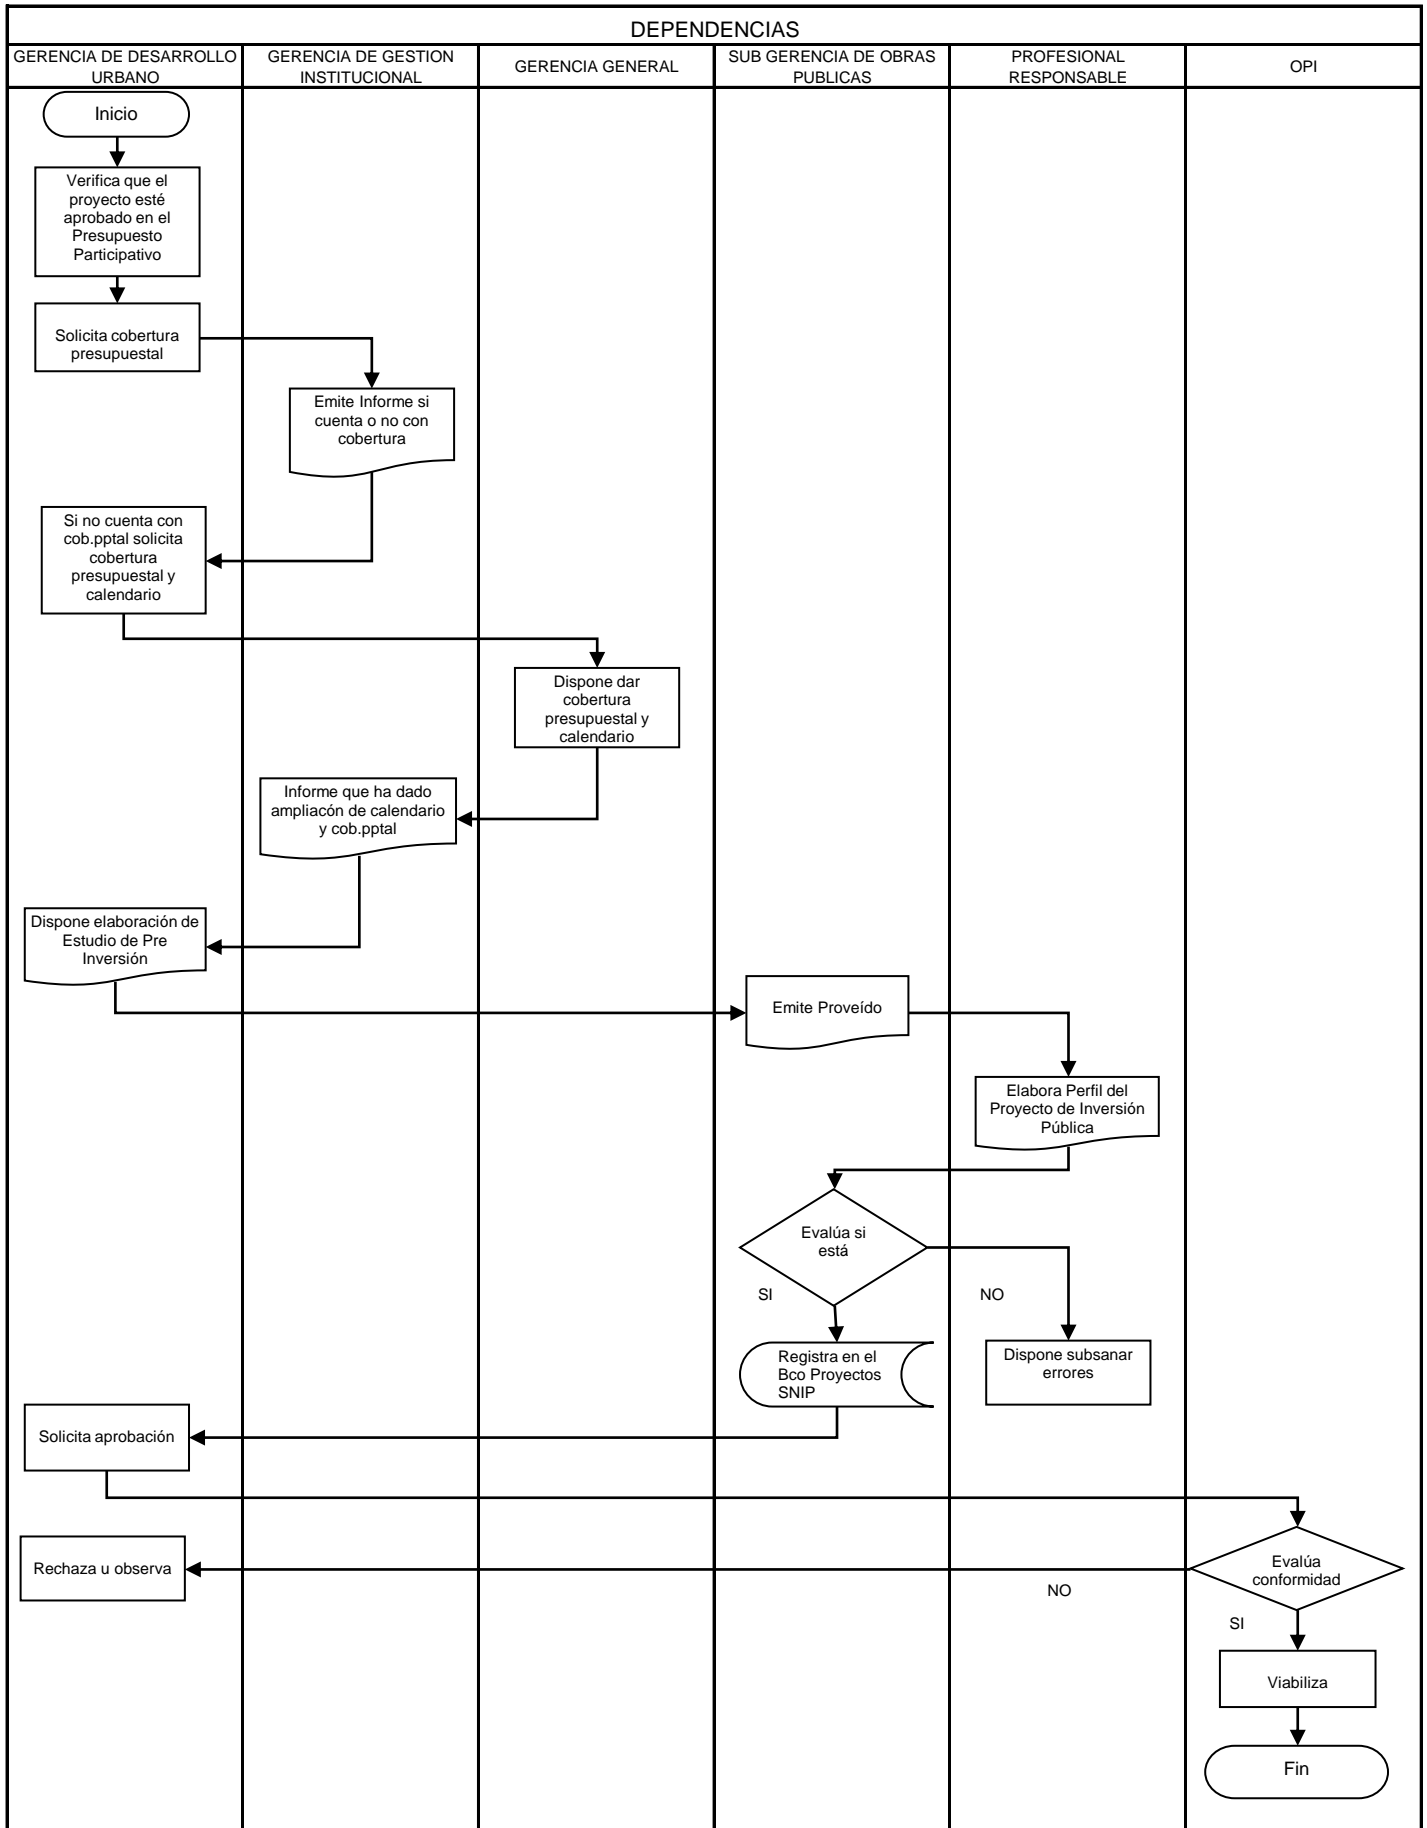 DEPENDENCIAS
GERENCIA DE DESARROLLO
URBANO
GERENCIA DE GESTION
INSTITUCIONAL
GERENCIA GENERAL
SUB GERENCIA DE OBRAS
PUBLICAS
PROFESIONAL
RESPONSABLE
OPI
Inicio
Verifica que el
proyecto esté
aprobado en el
Presupuesto
Participativo
Solicita cobertura
presupuestal
Emite Informe si
cuenta o no con
cobertura
Si no cuenta con
cob.pptal solicita
cobertura
presupuestal y
calendario
Dispone dar
cobertura
presupuestal y
calendario
Informe que ha dado
ampliacón de calendario
y cob.pptal
Dispone elaboración de
Estudio de Pre
Inversión
Emite Proveído
Elabora Perfil del
Proyecto de Inversión
Pública
Evalúa si
está
SI
NO
Registra en el
Bco Proyectos
SNIP
Dispone subsanar
errores
Solicita aprobación
Evalúa
conformidad
Rechaza u observa
NO
SI
Viabiliza
Fin